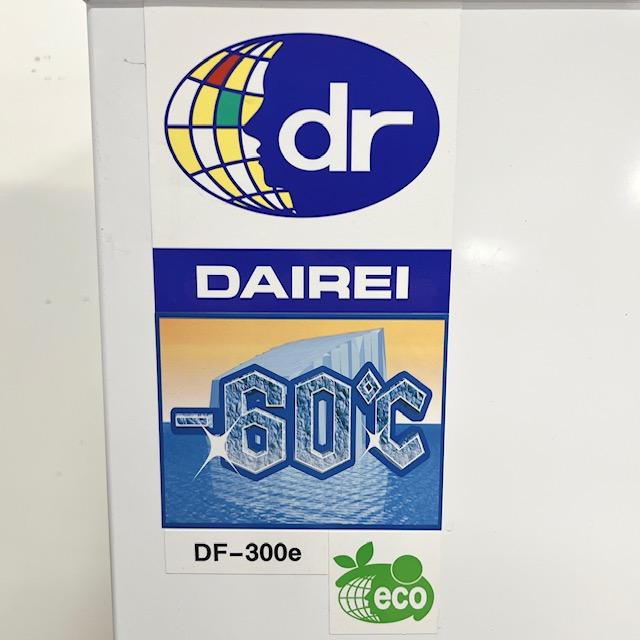 dr
DAIREI
-60°C
DF-300e
eco